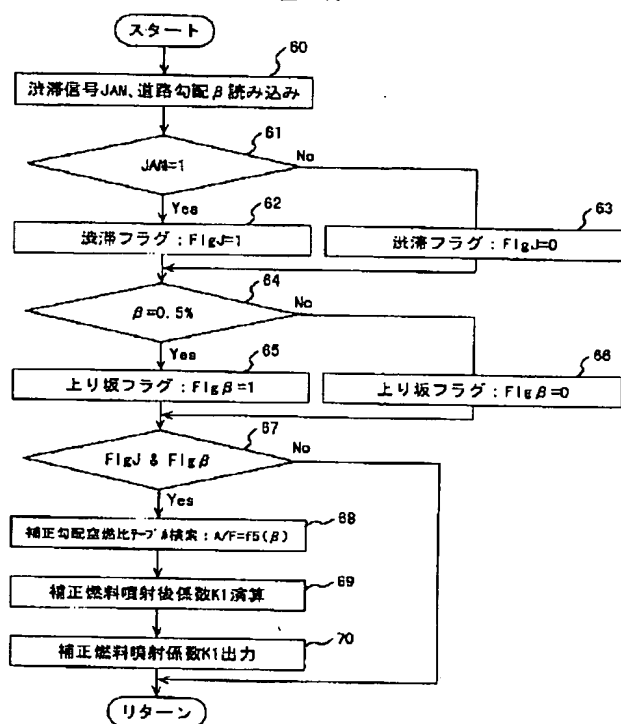 スタート
60
渋滞信号JAN、道路勾配β読み込み
61
JAN=1
No
Yes
62
渋滞フラグ:FlgJ=1
63
渋滞フラグ:FlgJ=0
64
β=0.5%
No
Yes
65
上り坂フラグ:Flgβ=1
66
上り坂フラグ:Flgβ=0
67
FlgJ & Flgβ
No
Yes
68
補正勾配空燃比テーブル検索:A/F=f5(β)
69
補正燃料噴射後係数K1演算
70
補正燃料噴射係数K1出力
リターン